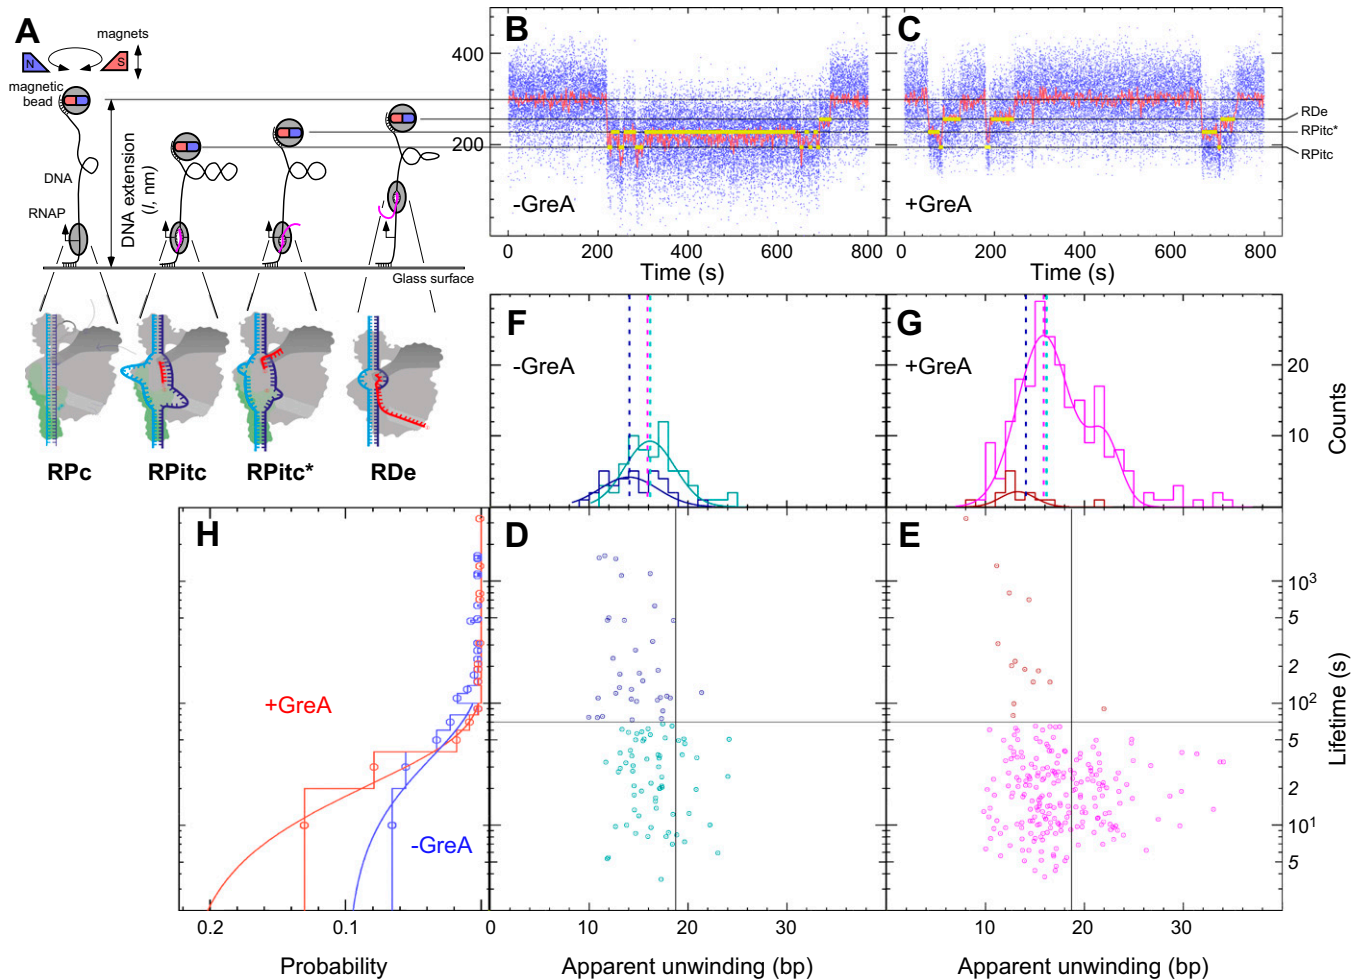 A
magnets
N
S
magnetic
bead
DNA
RNAP
DNA extension
(l, nm)
Glass surface
RPc
RPitc
RPitc*
RDe
B
-GreA
400
200
0
200
400
600
800
Time (s)
C
+GreA
0
200
400
600
800
Time (s)
RDe
RPitc*
RPitc
F
-GreA
G
+GreA
20
10
Counts
H
+GreA
-GreA
0.2
0.1
Probability
D
0
10
20
30
Apparent unwinding (bp)
E
10
20
30
Apparent unwinding (bp)
10³
5
2
10²
5
2
10¹
5
Lifetime (s)